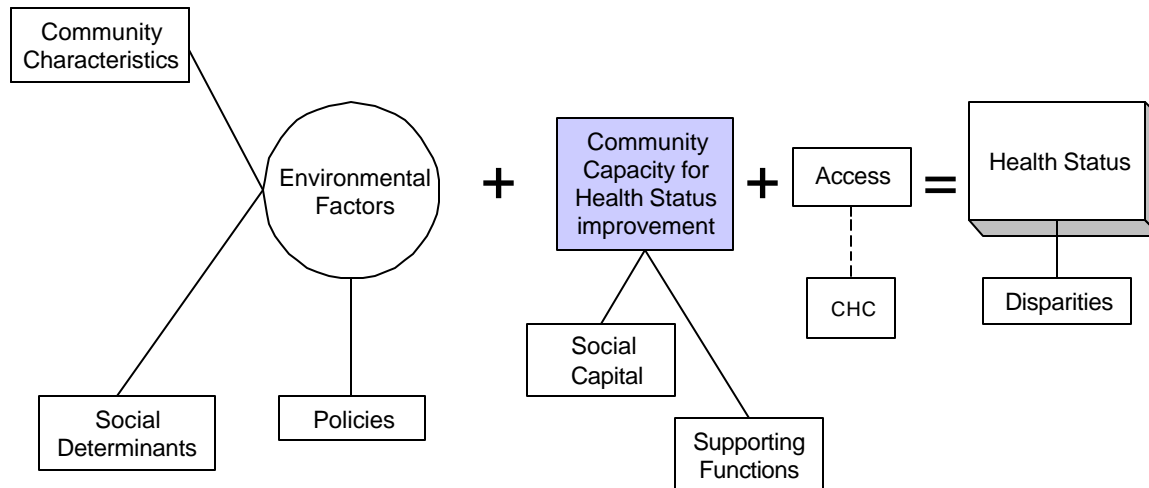 Community
Characteristics
Environmental
Factors
+
Community
Capacity for
Health Status
improvement
+
Access
=
Health Status
CHC
Disparities
Social
Capital
Social
Determinants
Policies
Supporting
Functions